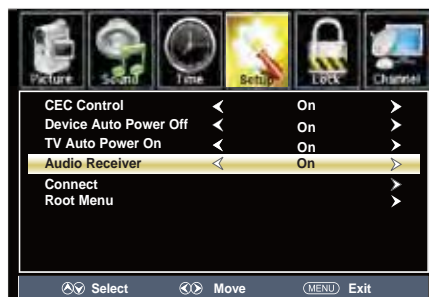 Picture Sound Time Setup Lock Channel
CEC Control On
Device Auto Power Off On
TV Auto Power On On
Audio Receiver On
Connect
Root Menu
Select Move MENU Exit